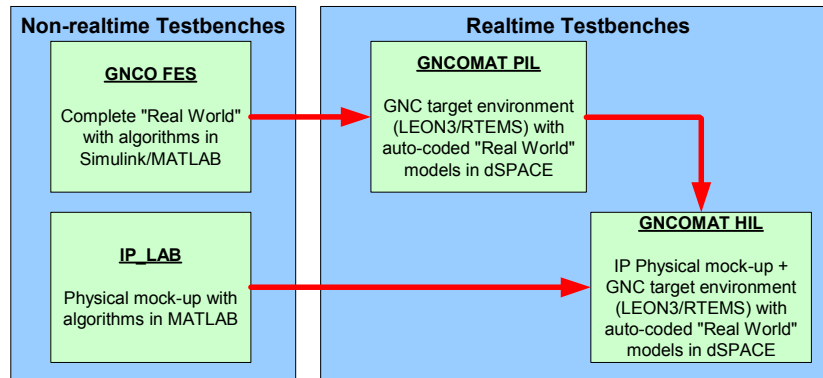 Non-realtime Testbenches
GNCO FES
Complete "Real World"
with algorithms in
Simulink/MATLAB
IP_LAB
Physical mock-up with
algorithms in MATLAB
Realtime Testbenches
GNCOMAT PIL
GNC target environment
(LEON3/RTEMS) with
auto-coded "Real World"
models in dSPACE
GNCOMAT HIL
IP Physical mock-up +
GNC target environment
(LEON3/RTEMS) with
auto-coded "Real World"
models in dSPACE